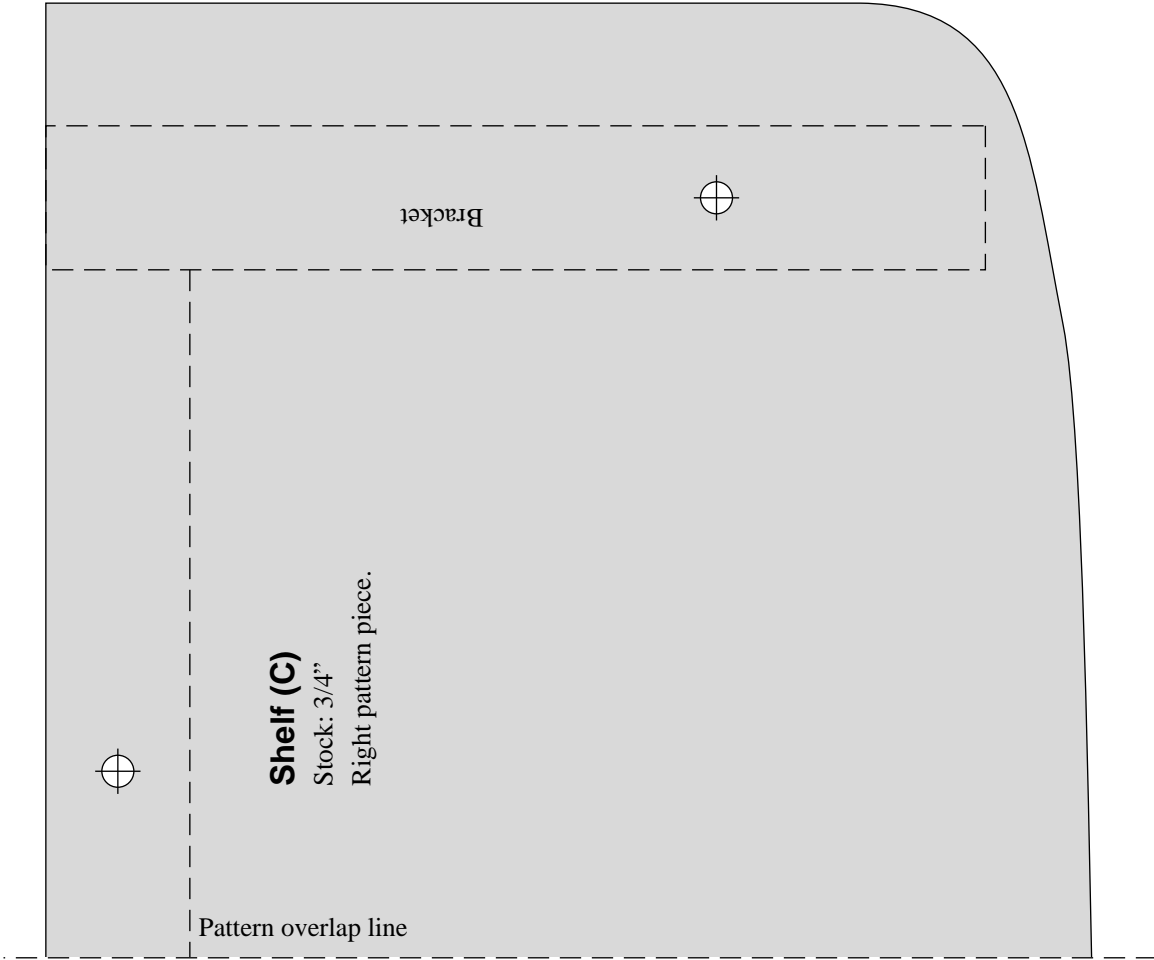 Bracket
Shelf (C)
Stock: 3/4”
Right pattern piece.
Pattern overlap line